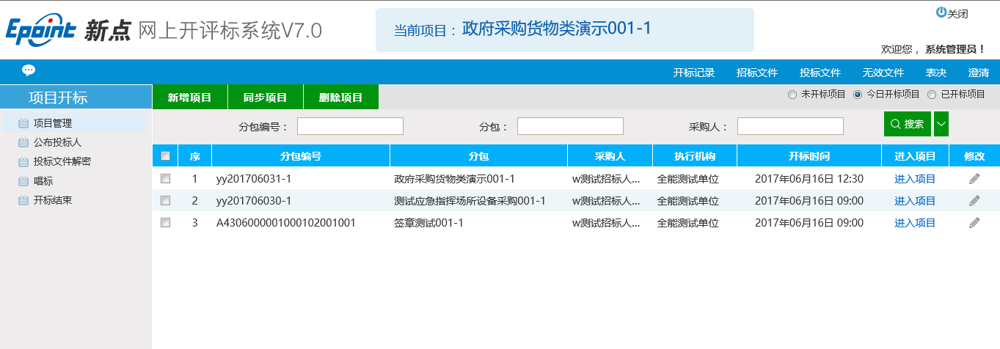 Epoint 新点 网上开评标系统V7.0
当前项目： 政府采购货物类演示001-1
关闭
欢迎您， 系统管理员！
开标记录 招标文件 投标文件 无效文件 表决 澄清
项目开标
项目管理
公布投标人
投标文件解密
唱标
开标结束
新增项目 同步项目 删除项目
未开标项目 今日开标项目 已开标项目
分包编号： 分包： 采购人： 搜索
序 分包编号 分包 采购人 执行机构 开标时间 进入项目 修改
1 yy201706031-1 政府采购货物类演示001-1 w测试招标人... 全能测试单位 2017年06月16日 12:30 进入项目
2 yy201706030-1 测试应急指挥场所设备采购001-1 w测试招标人... 全能测试单位 2017年06月16日 09:00 进入项目
3 A4306000001000102001001 签章测试001-1 w测试招标人... 全能测试单位 2017年06月16日 09:00 进入项目